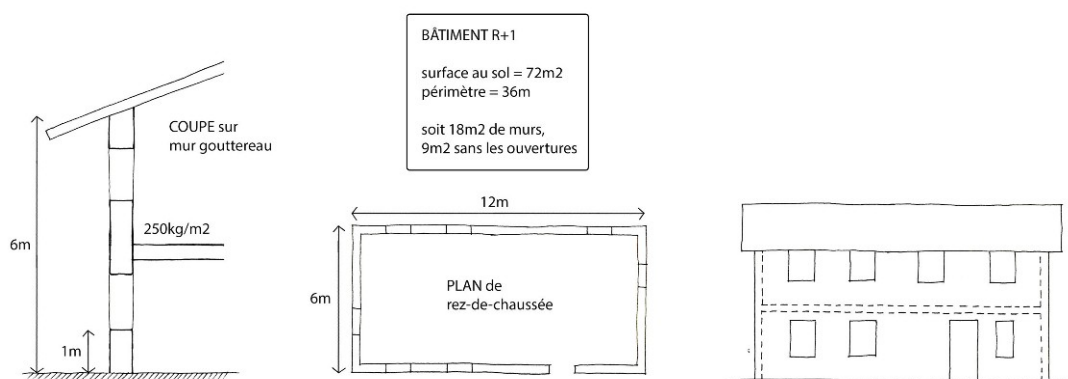 BÂTIMENT R+1
surface au sol = 72m2
périmètre = 36m
soit 18m2 de murs,
9m2 sans les ouvertures
COUPE sur
mur gouttereau
250kg/m2
6m
1m
12m
6m
PLAN de
rez-de-chaussée